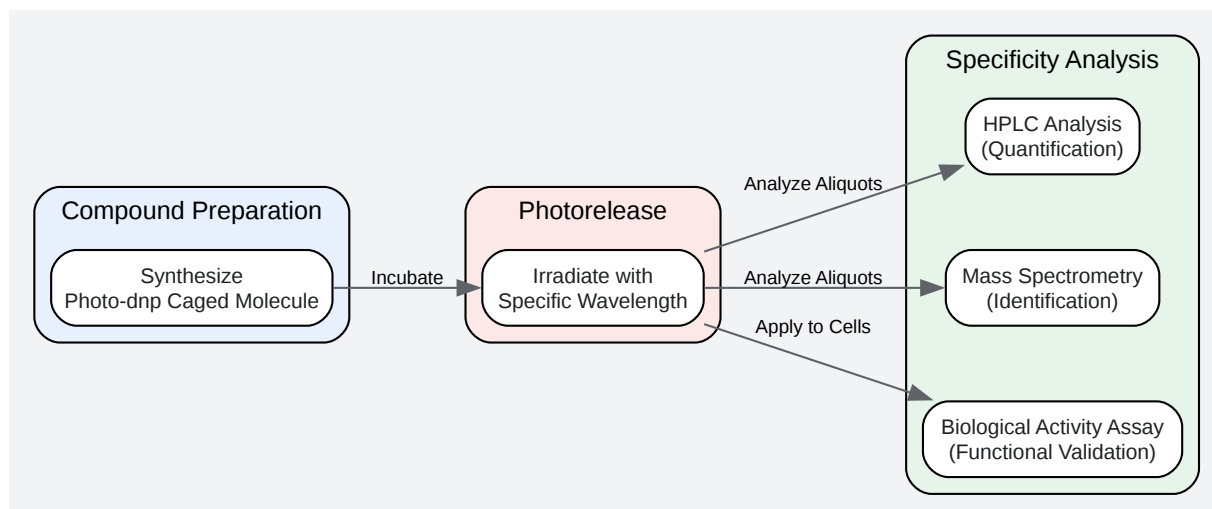 Compound Preparation
Synthesize
Photo-dnp Caged Molecule
Incubate
Photorelease
Irradiate with
Specific Wavelength
Analyze Aliquots
Analyze Aliquots
Apply to Cells
Specificity Analysis
HPLC Analysis
(Quantification)
Mass Spectrometry
(Identification)
Biological Activity Assay
(Functional Validation)